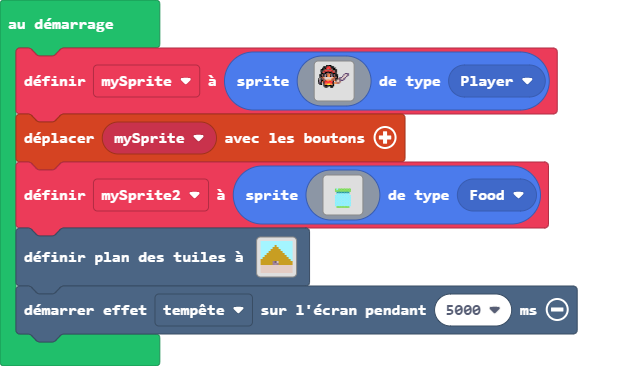 au démarrage
définir mySprite à sprite de type Player
déplacer mySprite avec les boutons
définir mySprite2 à sprite de type Food
définir plan des tuiles à
démarrer effet tempête sur l'écran pendant 5000 ms